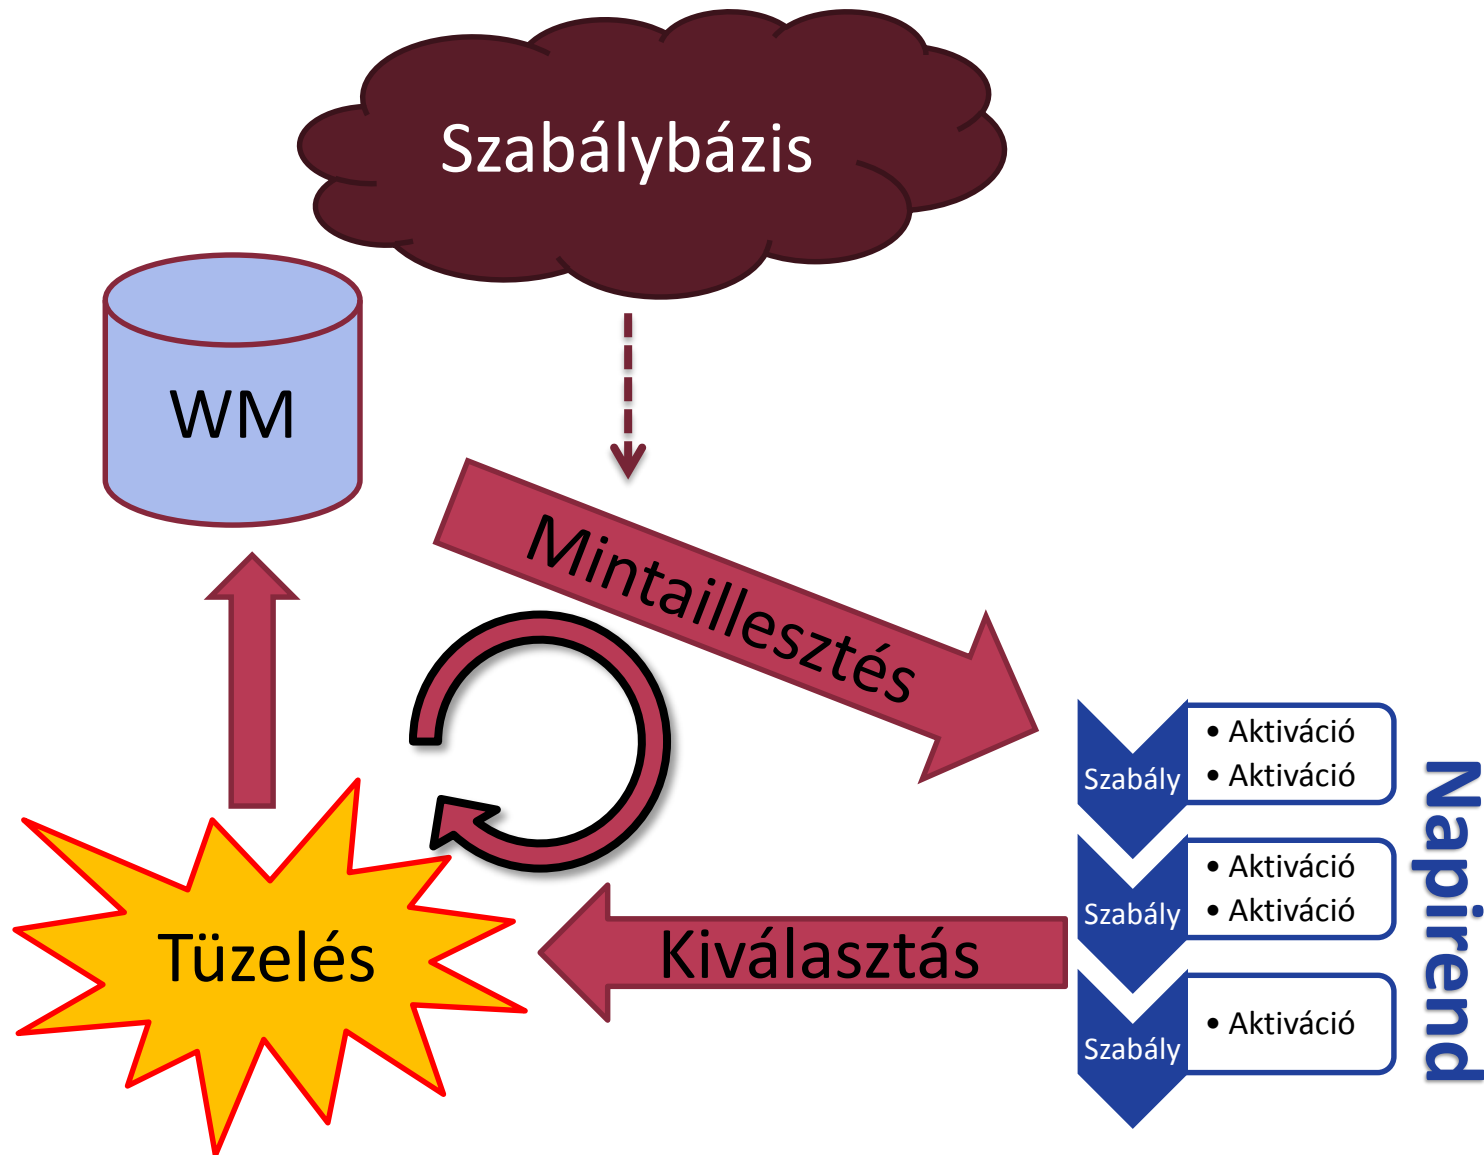 Szabálybázis
WM
Mintaillesztés
Szabály
• Aktiváció
• Aktiváció
Szabály
• Aktiváció
• Aktiváció
Szabály
• Aktiváció
Napirend
Kiválasztás
Tüzelés